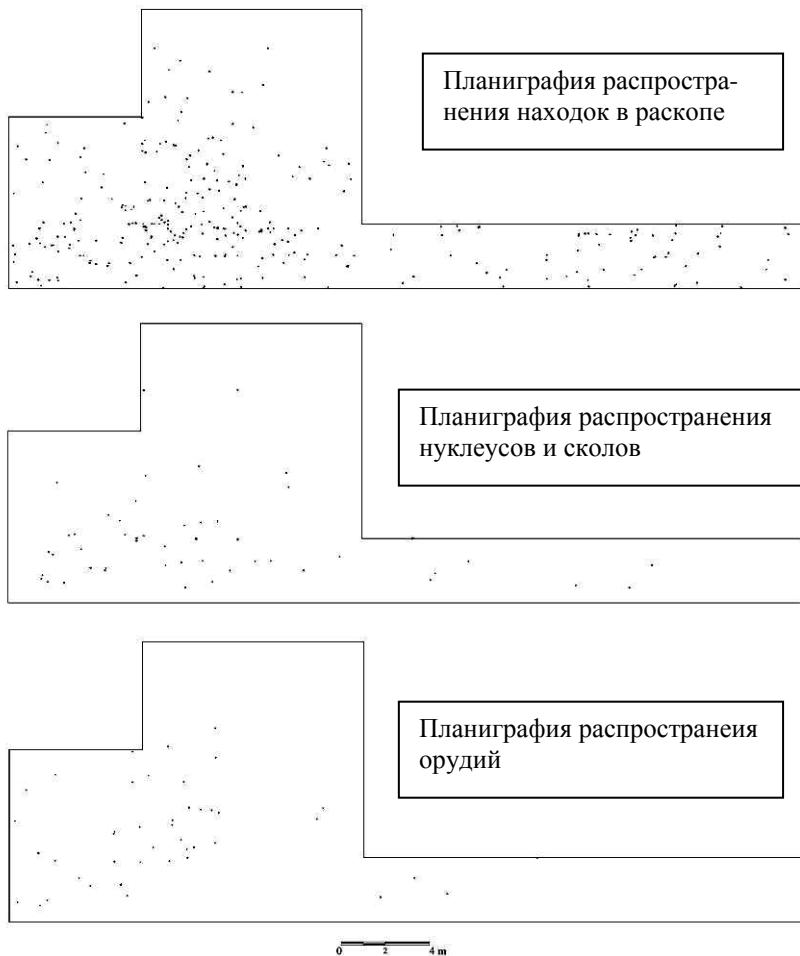 Планиграфия распростра-
нения находок в раскопе
Планиграфия распространения
нуклеусов и сколов
Планиграфия распространеия
орудий
0 2 4 m